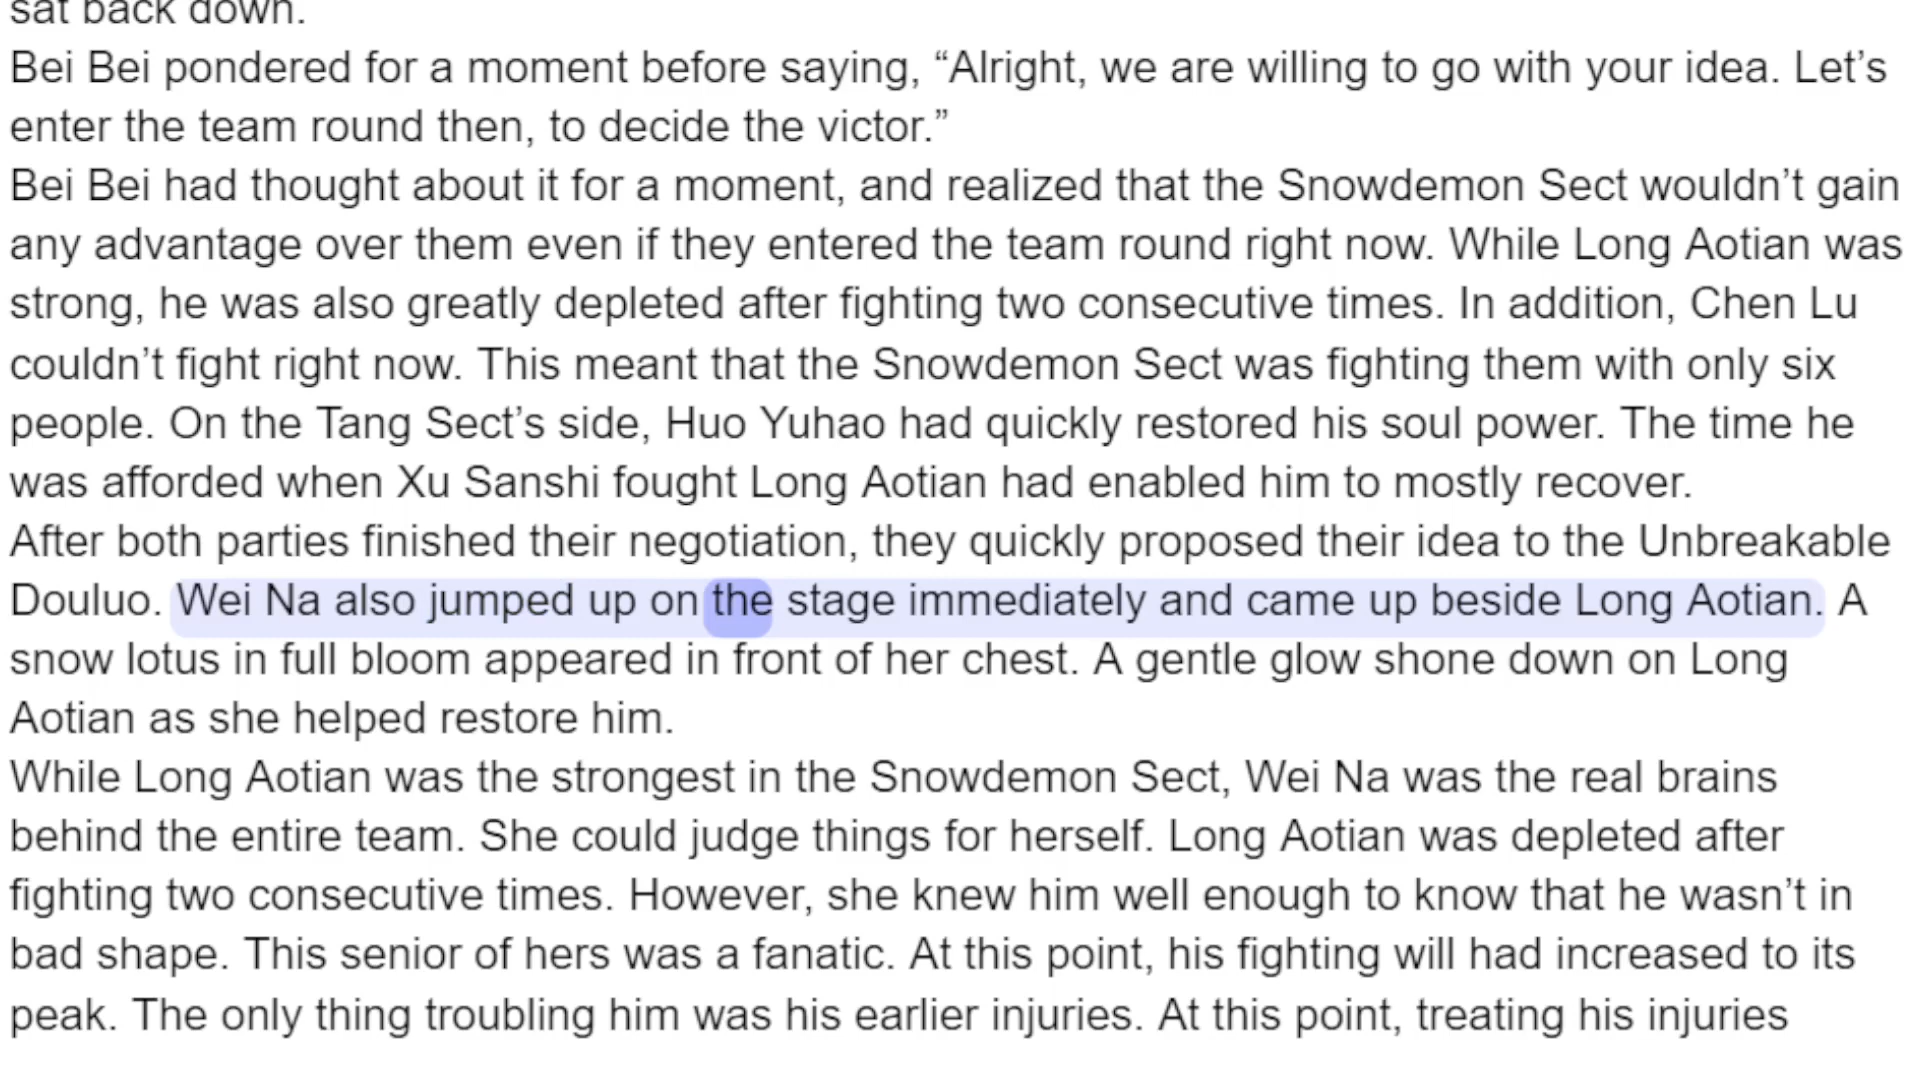 sat back down.
Bei Bei pondered for a moment before saying, “Alright, we are willing to go with your idea. Let’s
enter the team round then, to decide the victor.”
Bei Bei had thought about it for a moment, and realized that the Snowdemon Sect wouldn’t gain
any advantage over them even if they entered the team round right now. While Long Aotian was
strong, he was also greatly depleted after fighting two consecutive times. In addition, Chen Lu
couldn’t fight right now. This meant that the Snowdemon Sect was fighting them with only six
people. On the Tang Sect’s side, Huo Yuhao had quickly restored his soul power. The time he
was afforded when Xu Sanshi fought Long Aotian had enabled him to mostly recover.
After both parties finished their negotiation, they quickly proposed their idea to the Unbreakable
Douluo. Wei Na also jumped up on the stage immediately and came up beside Long Aotian. A
snow lotus in full bloom appeared in front of her chest. A gentle glow shone down on Long
Aotian as she helped restore him.
While Long Aotian was the strongest in the Snowdemon Sect, Wei Na was the real brains
behind the entire team. She could judge things for herself. Long Aotian was depleted after
fighting two consecutive times. However, she knew him well enough to know that he wasn’t in
bad shape. This senior of hers was a fanatic. At this point, his fighting will had increased to its
peak. The only thing troubling him was his earlier injuries. At this point, treating his injuries